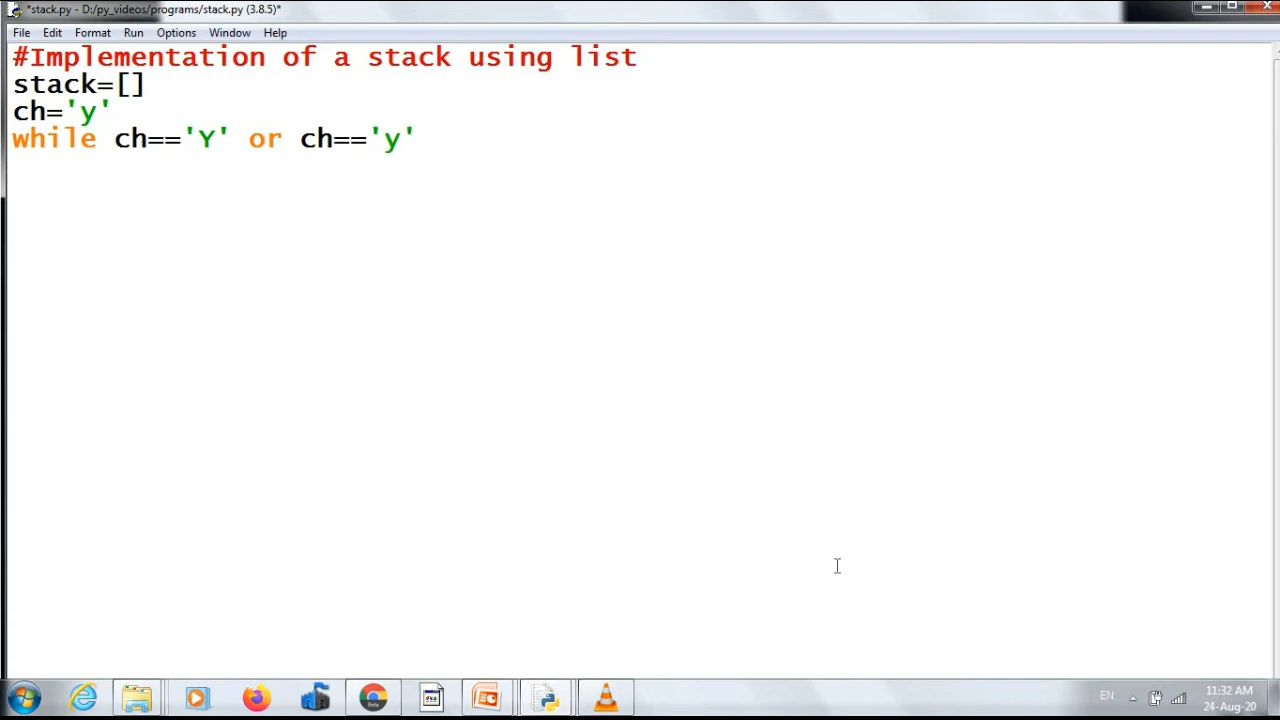 *stack.py - D:/py_videos/programs/stack.py (3.8.5)*
File Edit Format Run Options Window Help
#Implementation of a stack using list
stack=[]
ch='y'
while ch=='Y' or ch=='y'
EN
11:32 AM
24-Aug-20